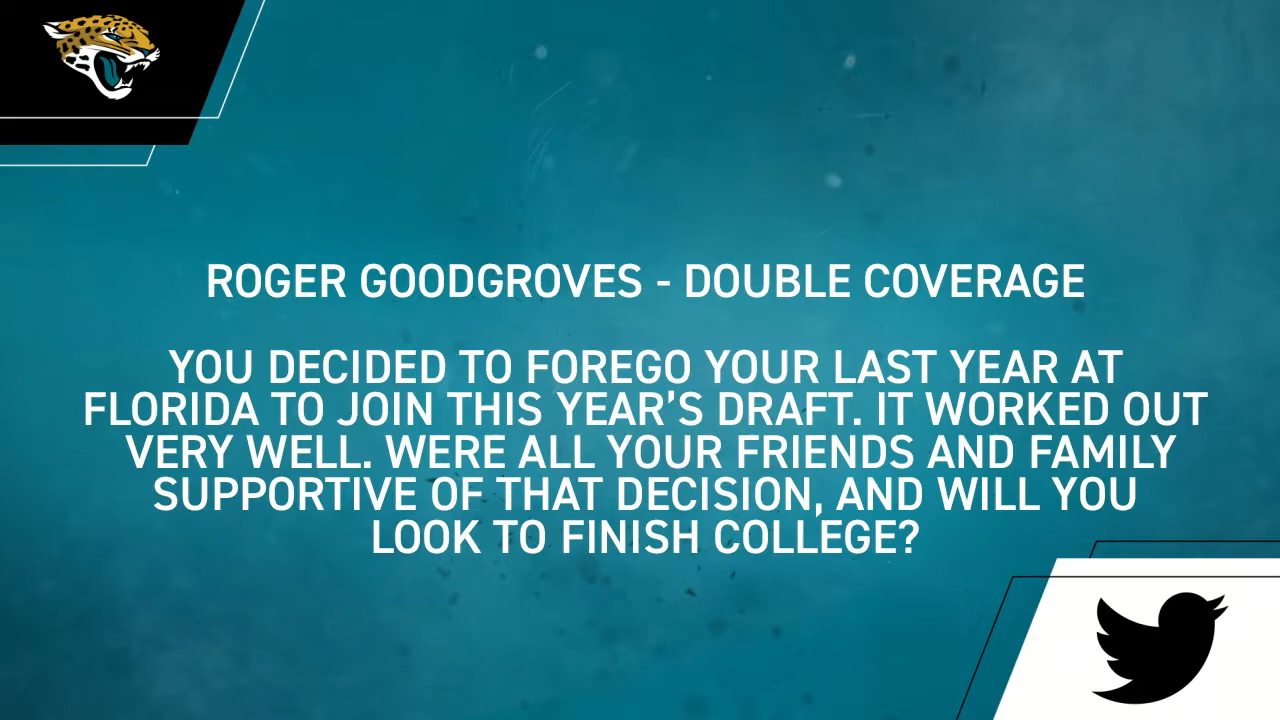 ROGER GOODGROVES - DOUBLE COVERAGE
YOU DECIDED TO FOREGO YOUR LAST YEAR AT
FLORIDA TO JOIN THIS YEAR'S DRAFT. IT WORKED OUT
VERY WELL. WERE ALL YOUR FRIENDS AND FAMILY
SUPPORTIVE OF THAT DECISION, AND WILL YOU
LOOK TO FINISH COLLEGE?